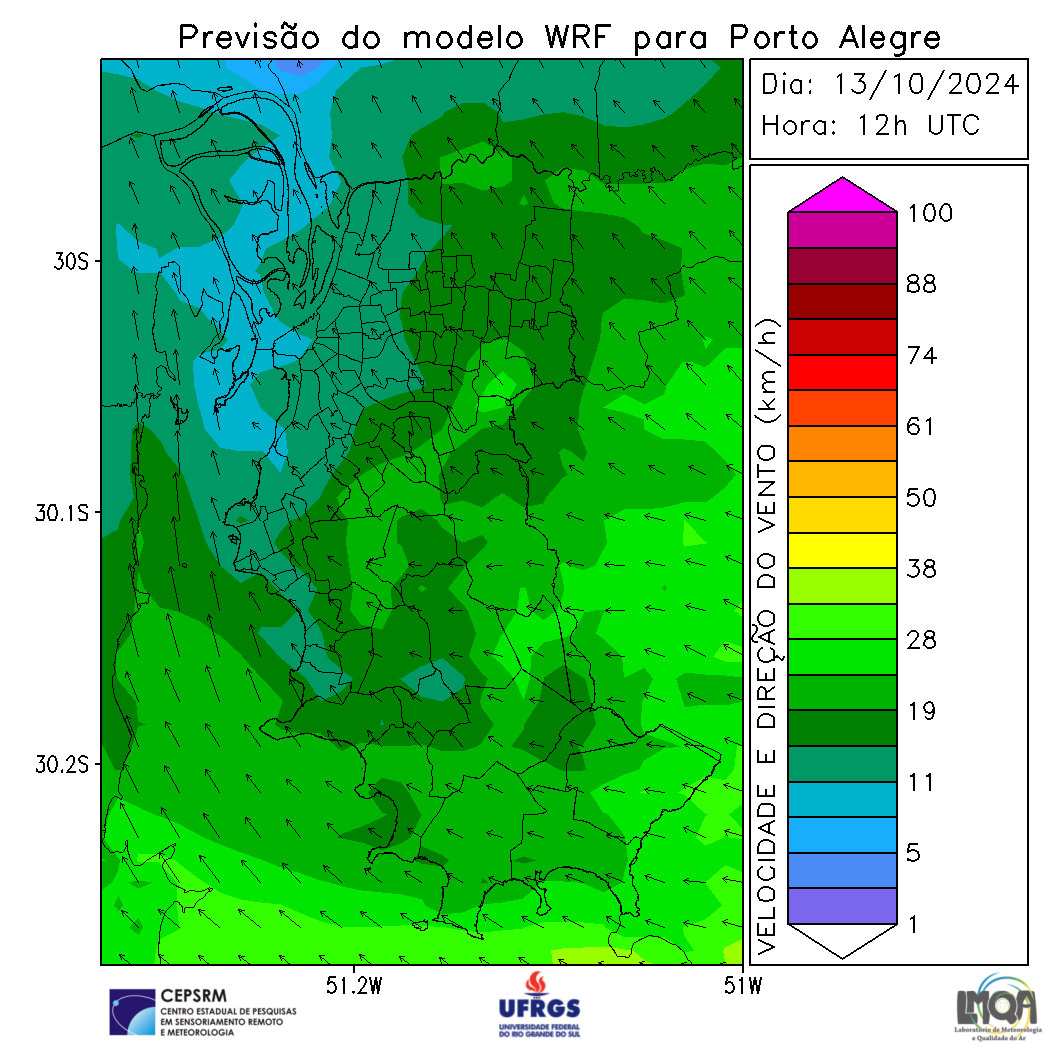 Previsão do modelo WRF para Porto Alegre
Dia: 13/10/2024
Hora: 12h UTC
30S
30.1S
30.2S
51.2W
51W
VELOCIDADE E DIREÇÃO DO VENTO (km/h)
100
88
74
61
50
38
28
19
11
5
1
CEPSRM
CENTRO ESTADUAL DE PESQUISAS
EM SENSORIAMENTO REMOTO
E METEOROLOGIA
UFRGS
UNIVERSIDADE FEDERAL
DO RIO GRANDE DO SUL
LMQA
Laboratório de Meteorologia
e Qualidade do Ar